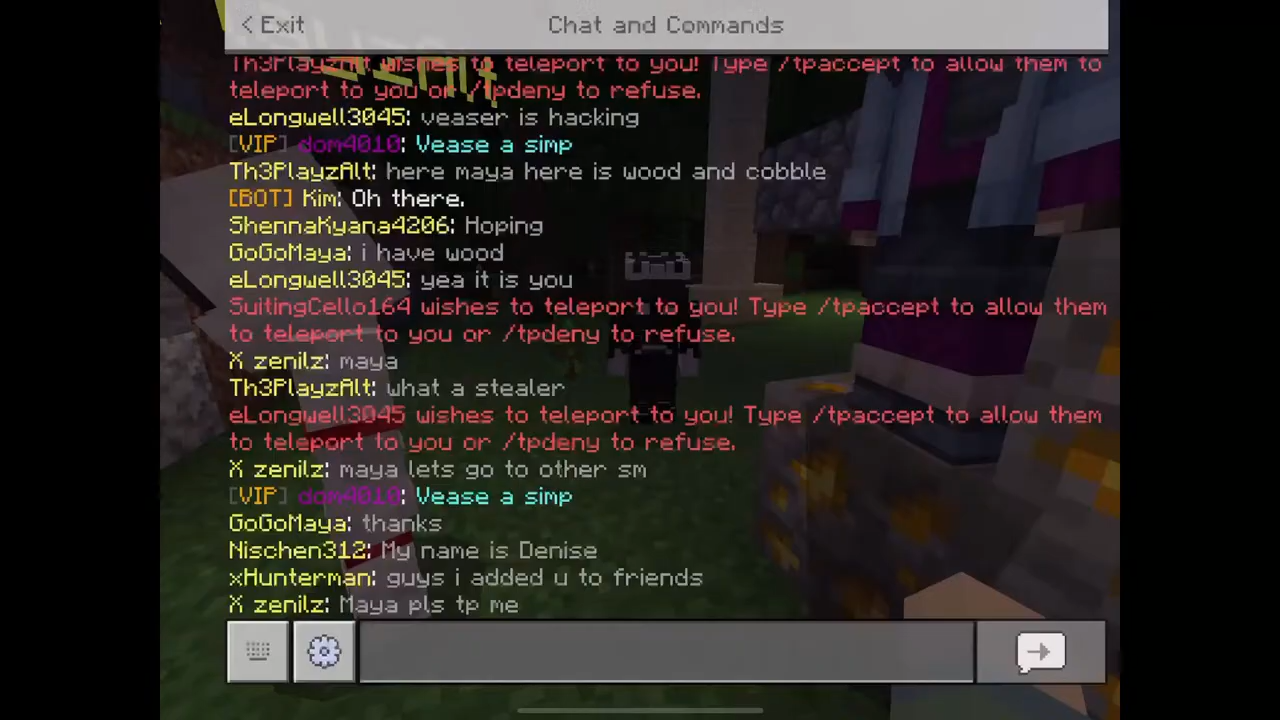 Exit
Chat and Commands
Th3PlayzAlt wishes to teleport to you! Type /tpaccept to allow them to
teleport to you or /tpdeny to refuse.
eLongwell3045: veaser is hacking
[VIP] dom4010: Vease a simp
Th3PlayzAlt: here maya here is wood and cobble
[BOT] Kim: Oh there.
ShennaKyana4206: Hoping
GoGoMaya: i have wood
eLongwell3045: yea it is you
SuitingCello164 wishes to teleport to you! Type /tpaccept to allow them
to teleport to you or /tpdeny to refuse.
X zenilz: maya
Th3PlayzAlt: what a stealer
eLongwell3045 wishes to teleport to you! Type /tpaccept to allow them
to teleport to you or /tpdeny to refuse.
X zenilz: maya lets go to other sm
[VIP] dom4010: Vease a simp
GoGoMaya: thanks
Nischen312: My name is Denise
xHunterman: guys i added u to friends
X zenilz: Maya pls tp me